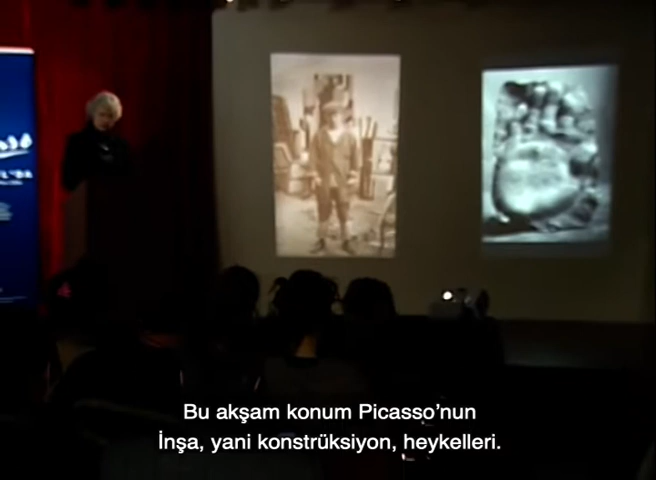 Bu akşam konum Picasso'nun
İnşa, yani konstrüksiyon, heykelleri.